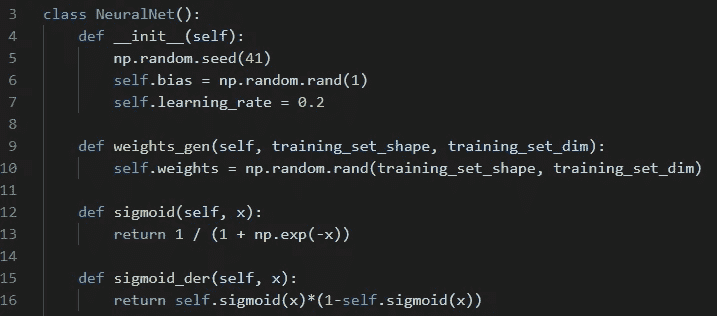 3 class NeuralNet():
4     def __init__(self):
5         np.random.seed(41)
6         self.bias = np.random.rand(1)
7         self.learning_rate = 0.2
8
9     def weights_gen(self, training_set_shape, training_set_dim):
10         self.weights = np.random.rand(training_set_shape, training_set_dim)
11
12     def sigmoid(self, x):
13         return 1 / (1 + np.exp(-x))
14
15     def sigmoid_der(self, x):
16         return self.sigmoid(x)*(1-self.sigmoid(x))